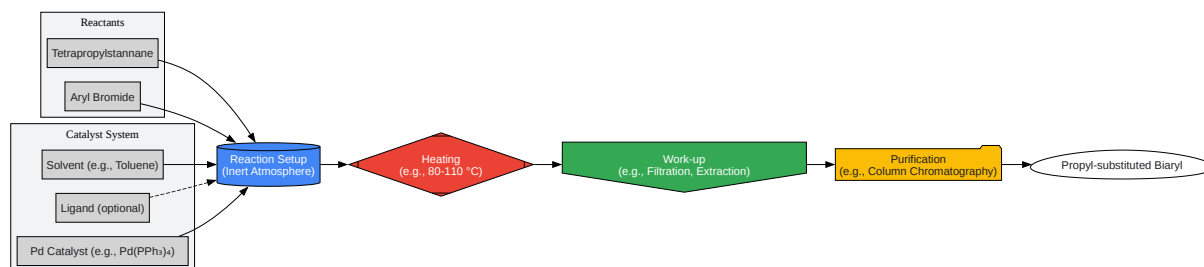 Reactants
Tetrapropylstannane
Aryl Bromide
Catalyst System
Solvent (e.g., Toluene)
Ligand (optional)
Pd Catalyst (e.g., Pd(PPh₃)₄)
Reaction Setup
(Inert Atmosphere)
Heating
(e.g., 80-110 °C)
Work-up
(e.g., Filtration, Extraction)
Purification
(e.g., Column Chromatography)
Propyl-substituted Biaryl